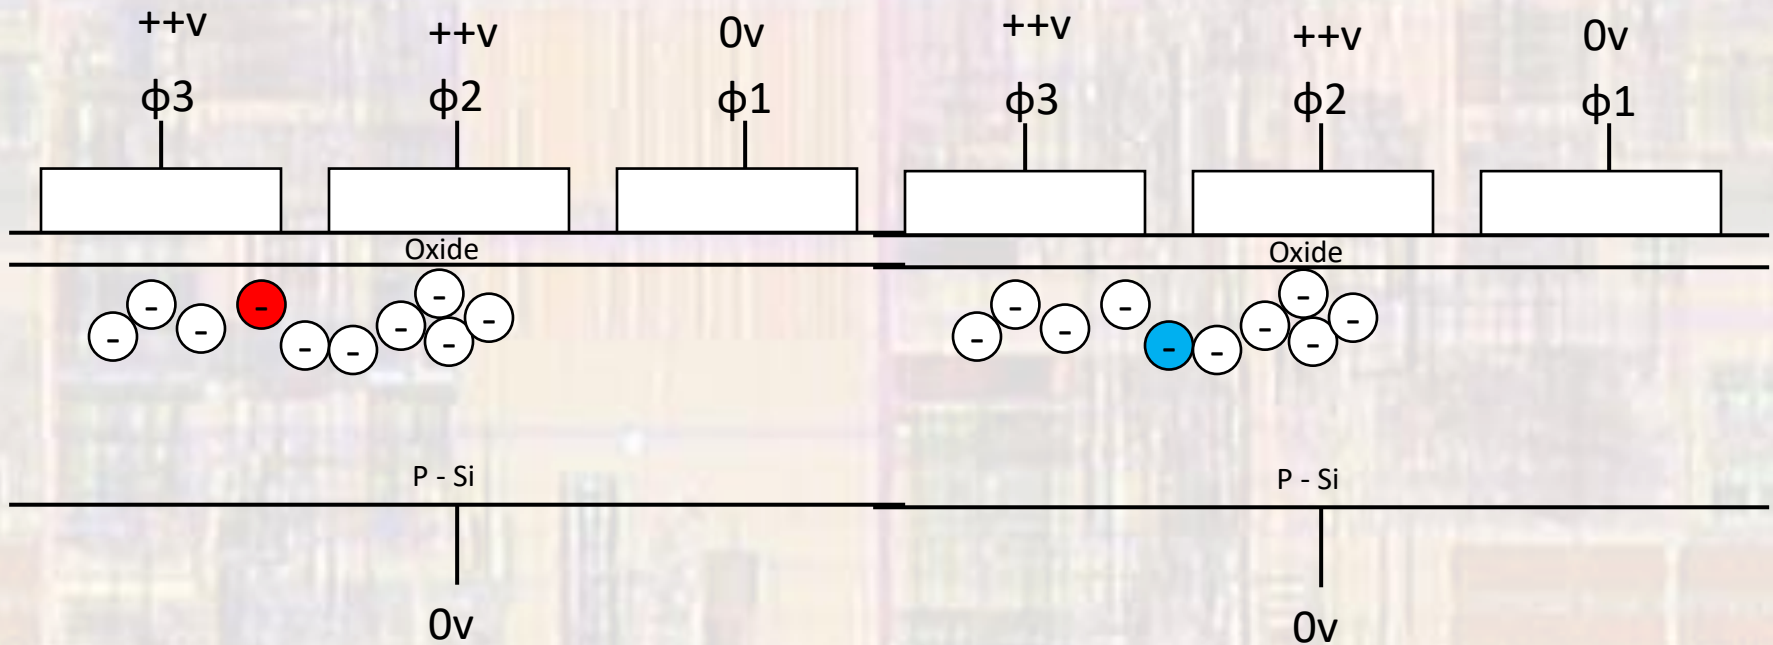 ++v ++v 0v ++v ++v 0v
ϕ3 ϕ2 ϕ1 ϕ3 ϕ2 ϕ1
Oxide Oxide
- - - - - - - - - - - - - - - - - - - -
P - Si P - Si
0v 0v